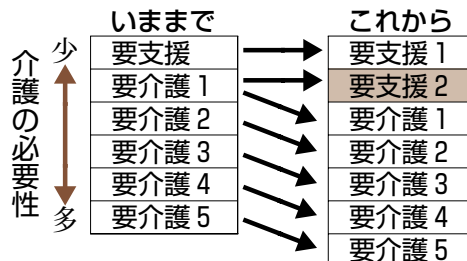 いままで
これから
介護の必要性
少
多
要支援
要介護1
要介護2
要介護3
要介護4
要介護5
要支援1
要支援2
要介護1
要介護2
要介護3
要介護4
要介護5